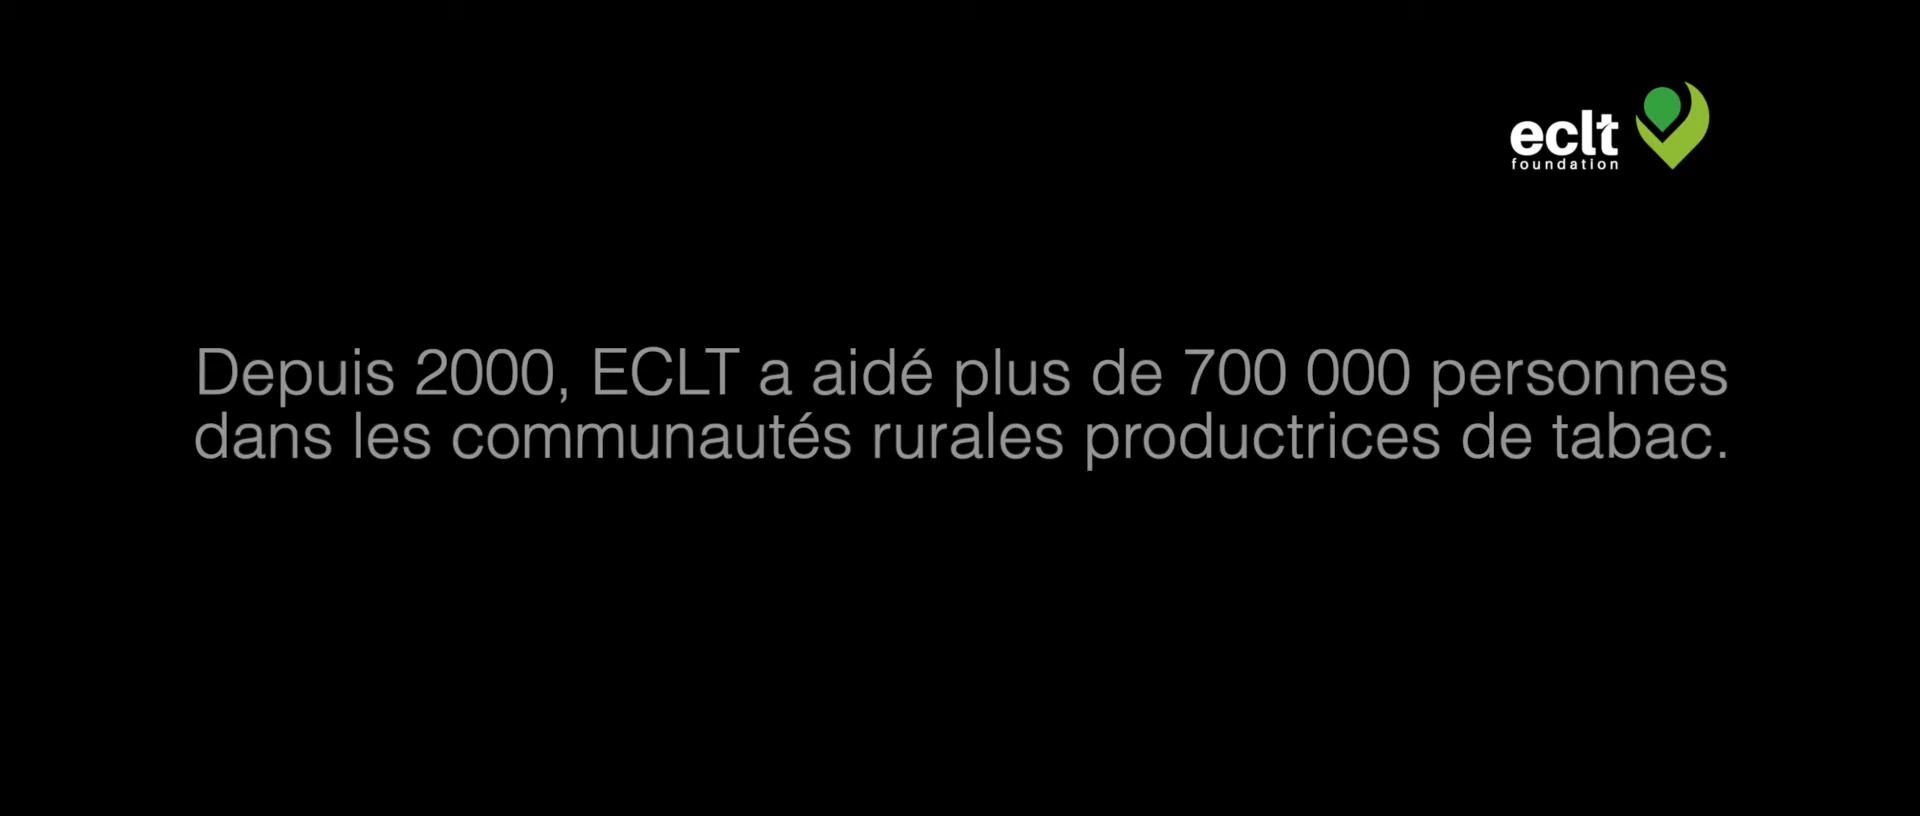 eclt
foundation
Depuis 2000, ECLT a aidé plus de 700 000 personnes
dans les communautés rurales productrices de tabac.